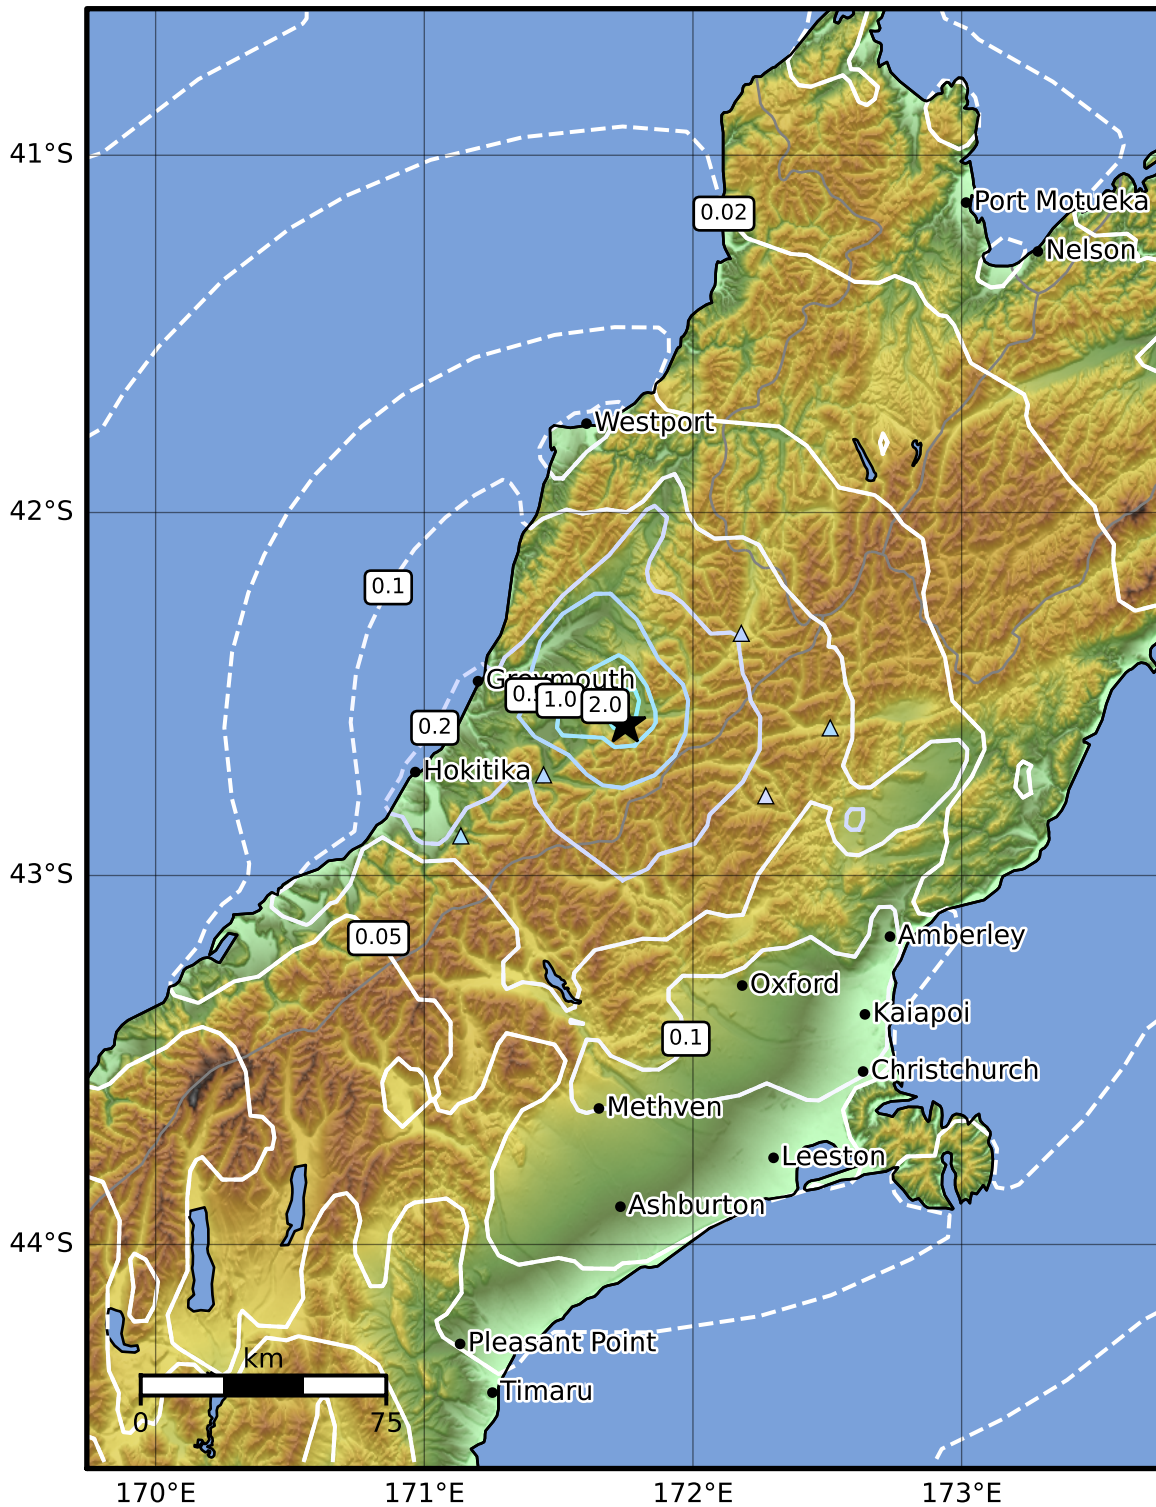 41°S
0.02
Port Motueka
Nelson
Westport
42°S
0.1
Greymouth
1.0
2.0
0.2
Hokitika
43°S
0.05
Amberley
Oxford
Kaiapoi
0.1
Christchurch
Methven
Leeston
Ashburton
44°S
Pleasant Point
km
Timaru
0
75
170°E
171°E
172°E
173°E